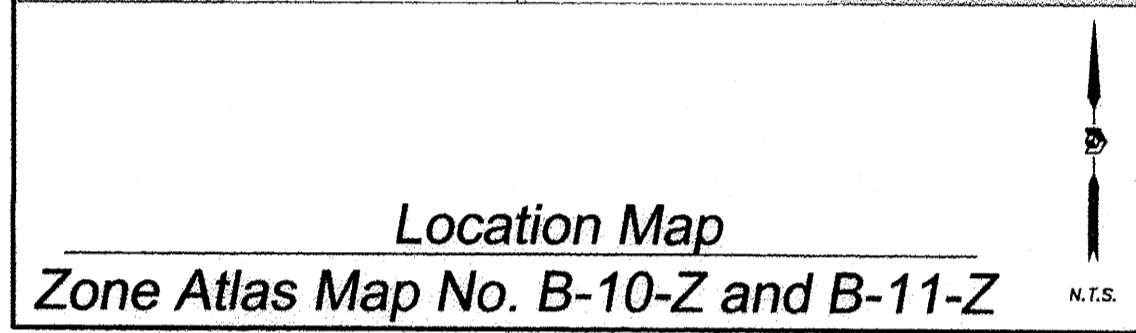 Location Map
Zone Atlas Map No. B-10-Z and B-11-Z
N.T.S.